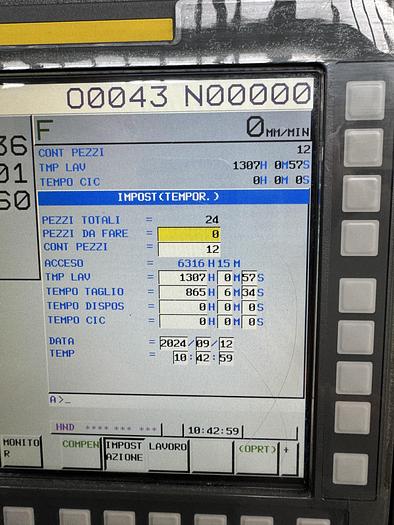 O0043 N00000
36
01
60
F 0 MM/MIN
CONT PEZZI 12
TMP LAV 1307H 0M57S
TEMPO CIC 0H 0M 0S
IMPOST(TEMPOR.)
PEZZI TOTALI = 24
PEZZI DA FARE = 0
CONT PEZZI = 12
ACCESO = 6316H15M
TMP LAV = 1307H 0M57S
TEMPO TAGLIO = 865H 6M34S
TEMPO DISPOS = 0H 0M 0S
TEMPO CIC = 0H 0M 0S
DATA = 2024/09/12
TEMP = 10:42:59
A>_
HND **** *** *** 10:42:59
MONITO
R
COMPEN
IMPOST
AZIONE
LAVORO
(OPRT) +